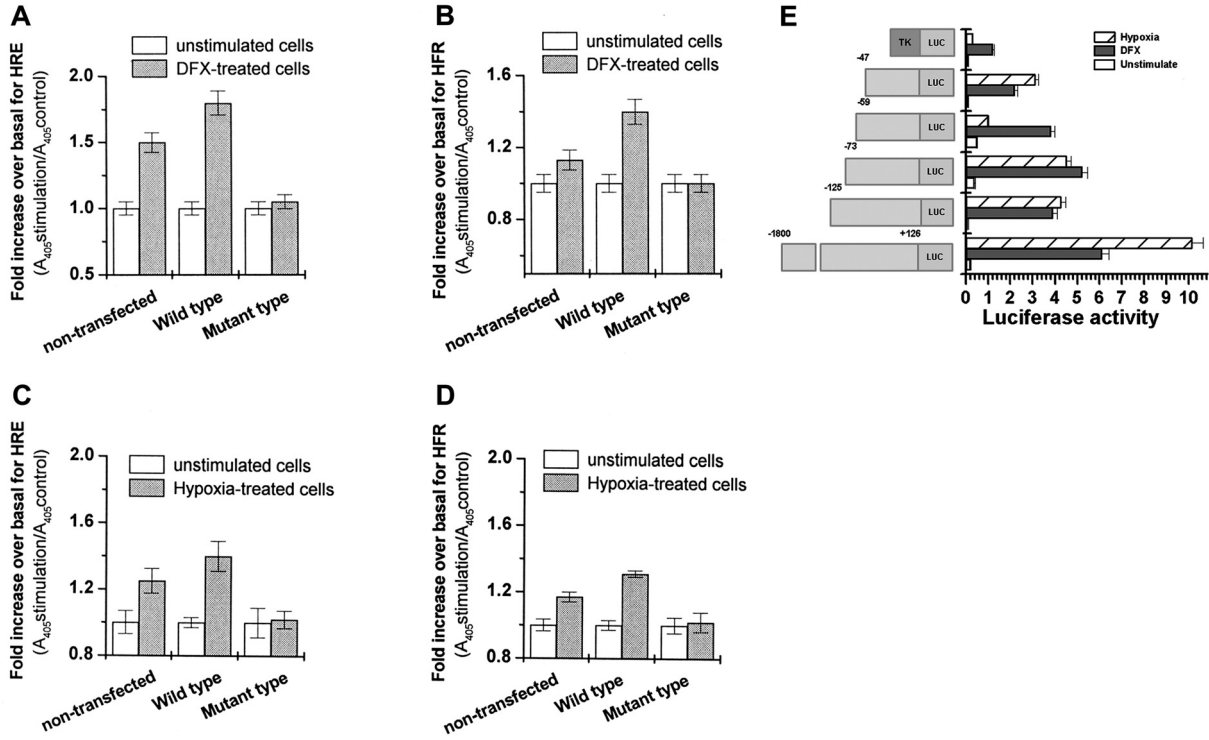 A
Fold increase over basal for HRE
(A405stimulation/A405control)
unstimulated cells
DFX-treated cells
2.0
1.5
1.0
0.5
non-transfected
Wild type
Mutant type
B
Fold increase over basal for HFR
(A405stimulation/A405control)
unstimulated cells
DFX-treated cells
1.6
1.2
0.8
non-transfected
Wild type
Mutant type
E
Hypoxia
DFX
Unstimulate
TK LUC
-47
LUC
-59
LUC
-73
LUC
-125
LUC
-1800 +126
LUC
0 1 2 3 4 5 6 7 8 9 10
Luciferase activity
C
Fold increase over basal for HRE
(A405stimulation/A405control)
unstimulated cells
Hypoxia-treated cells
2.0
1.6
1.2
0.8
non-transfected
Wild type
Mutant type
D
Fold increase over basal for HFR
(A405stimulation/A405control)
unstimulated cells
Hypoxia-treated cells
2.0
1.6
1.2
0.8
non-transfected
Wild type
Mutant type